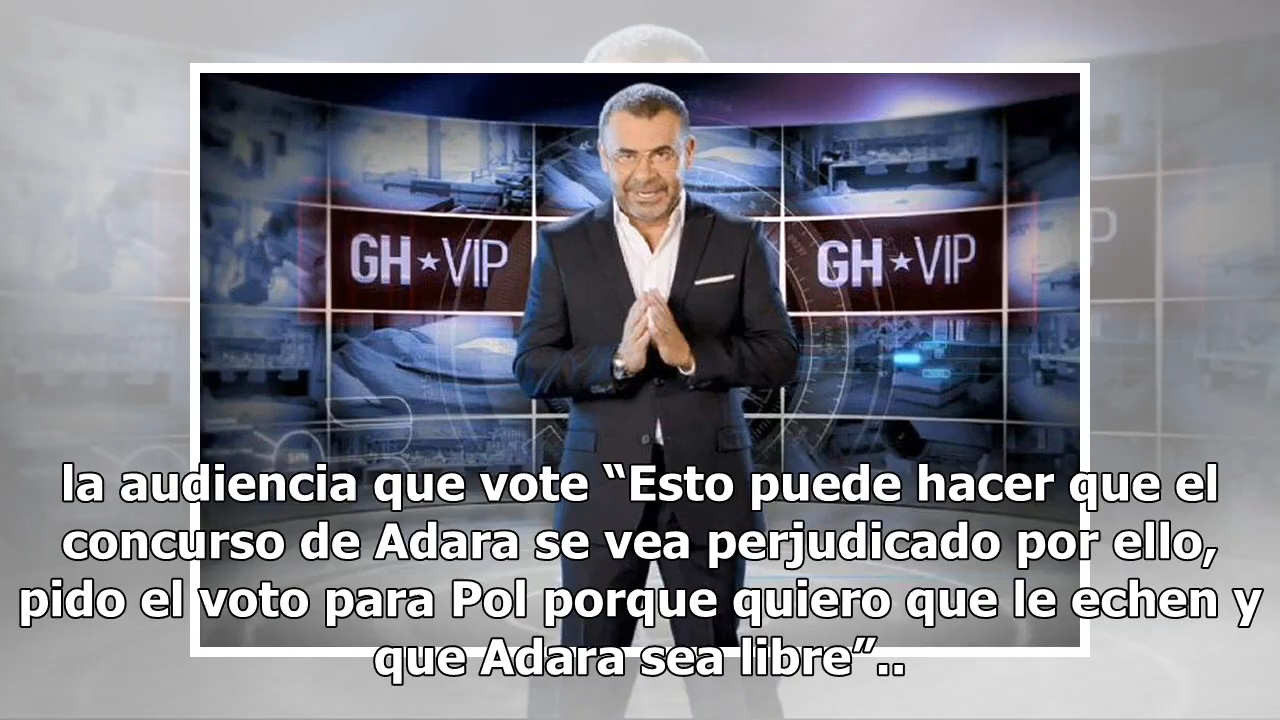 GH★VIP
GH★VIP
P
la audiencia que vote “Esto puede hacer que el
concurso de Adara se vea perjudicado por ello,
pido el voto para Pol porque quiero que le echen y
que Adara sea libre”..